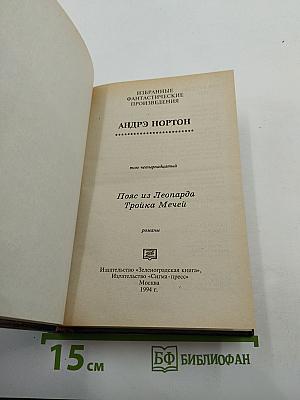 ИЗБРАННЫЕ
ФАНТАСТИЧЕСКИЕ
ПРОИЗВЕДЕНИЯ
АНДРЭ НОРТОН
том четырнадцатый
Пояс из Леопарда
Тройка Мечей
романы
Издательство «Зеленоградская книга»,
Издательство «Сигма-пресс»
Москва
1994 г.
15 см
БФ БИБЛИОФАН